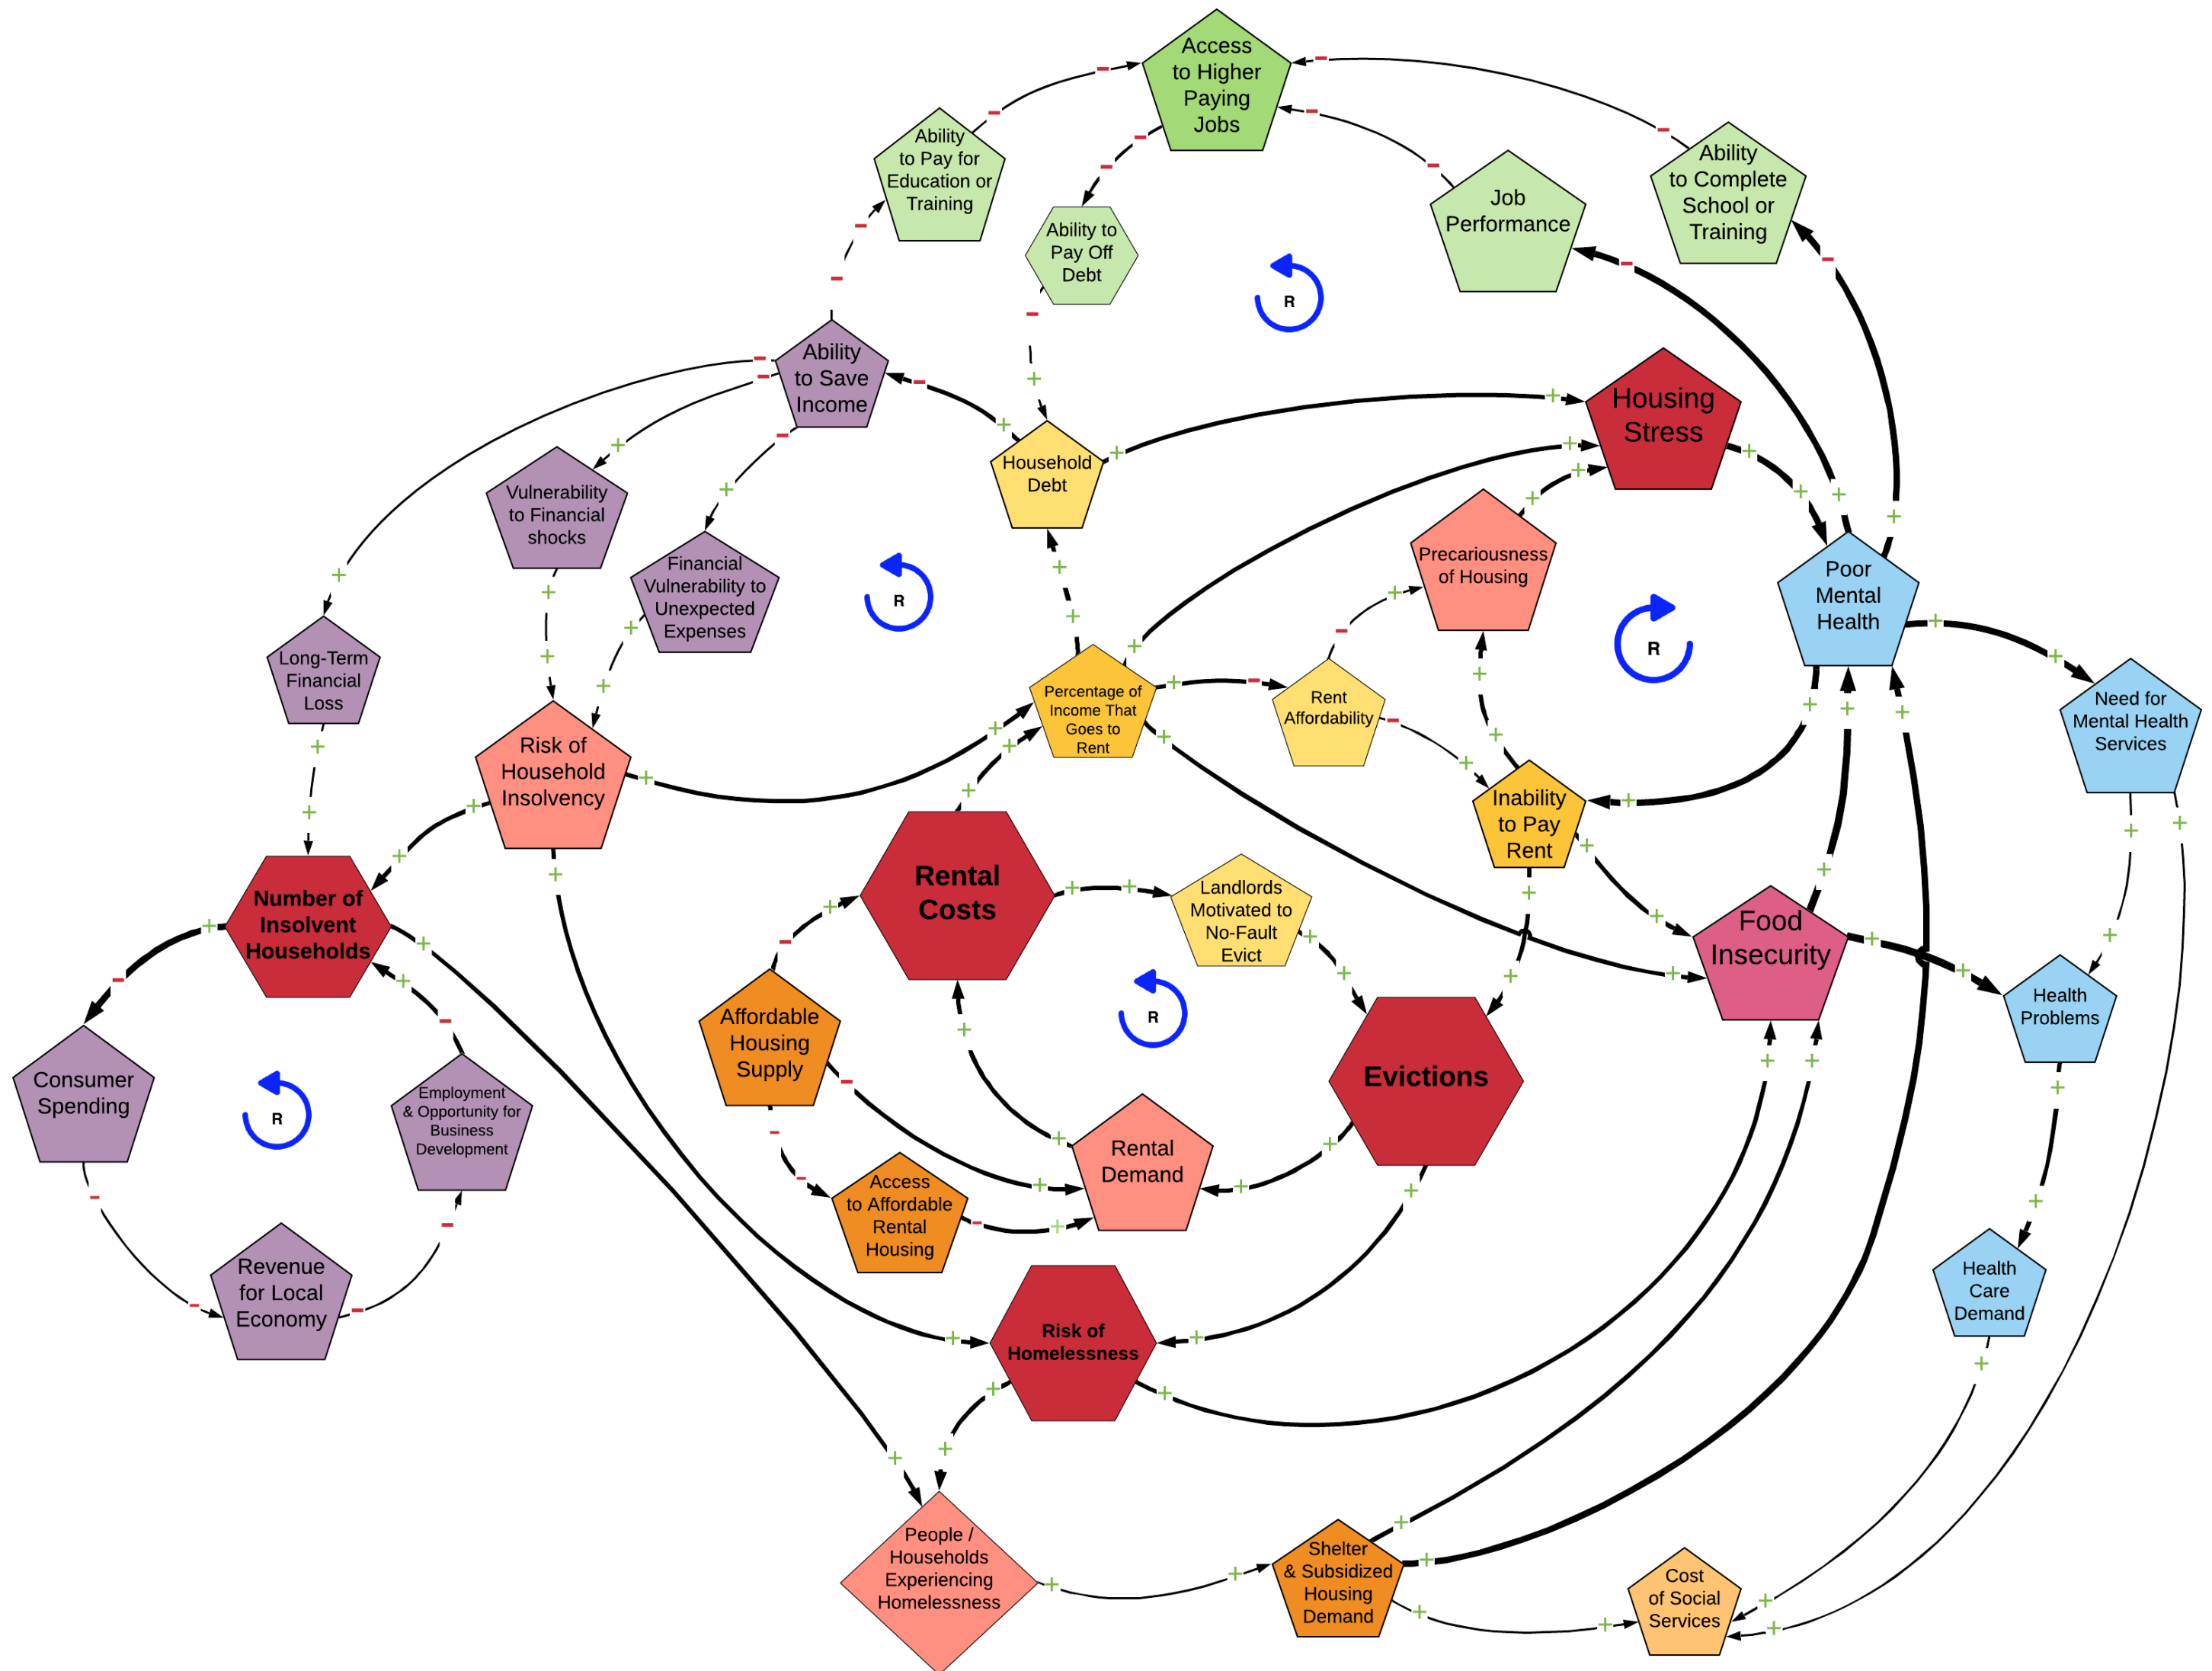 Access
to Higher
Paying
Jobs
Ability
to Pay for
Education or
Training
Ability
to Complete
School or
Training
Job
Performance
Ability to
Pay Off
Debt
R
Ability
to Save
Income
Housing
Stress
Household
Debt
Vulnerability
to Financial
shocks
Financial
Vulnerability to
Unexpected
Expenses
R
Precariousness
of Housing
Poor
Mental
Health
R
Long-Term
Financial
Loss
Percentage of
Income That
Goes to
Rent
Rent
Affordability
Need for
Mental Health
Services
Risk of
Household
Insolvency
Inability
to Pay
Rent
Rental
Costs
Landlords
Motivated to
No-Fault
Evict
Number of
Insolvent
Households
Food
Insecurity
Health
Problems
Affordable
Housing
Supply
R
Evictions
Consumer
Spending
R
Employment
& Opportunity for
Business
Development
Rental
Demand
Access
to Affordable
Rental
Housing
Revenue
for Local
Economy
Health
Care
Demand
Risk of
Homelessness
People /
Households
Experiencing
Homelessness
Shelter
& Subsidized
Housing
Demand
Cost
of Social
Services